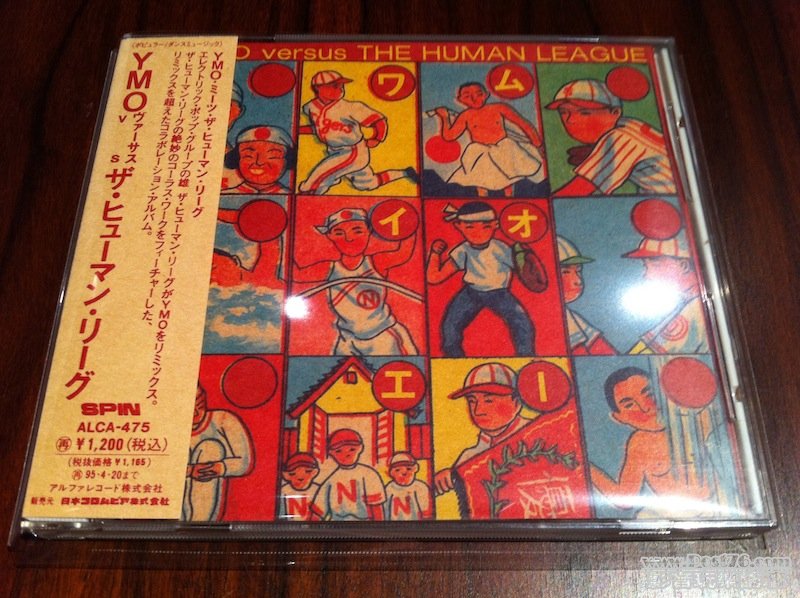 (ポピュラー/ダンスミュージック)
YMO
ヴァーサス
vs
ザ・ヒューマン・リーグ
YMO・ミーツ・ザ・ヒューマン・リーグ
エレクトリック・ポップ・グループの雄 ザ・ヒューマン・リーグがYMOをリミックス。
ザ・ヒューマン・リーグの絶妙のコーラス・ワークをフィーチャーした、
リミックスを超えたコラボレーション・アルバム。
SPIN
ALCA-475
再 ¥1,200(税込)
(税抜価格¥1,165)
再 95・4・20まで
アルファレコード株式会社
販売元 日本コロムビア株式会社
O versus THE HUMAN LEAGUE
ワ
ム
Tigers
イ
オ
N
エ
ー
N
N
N
優